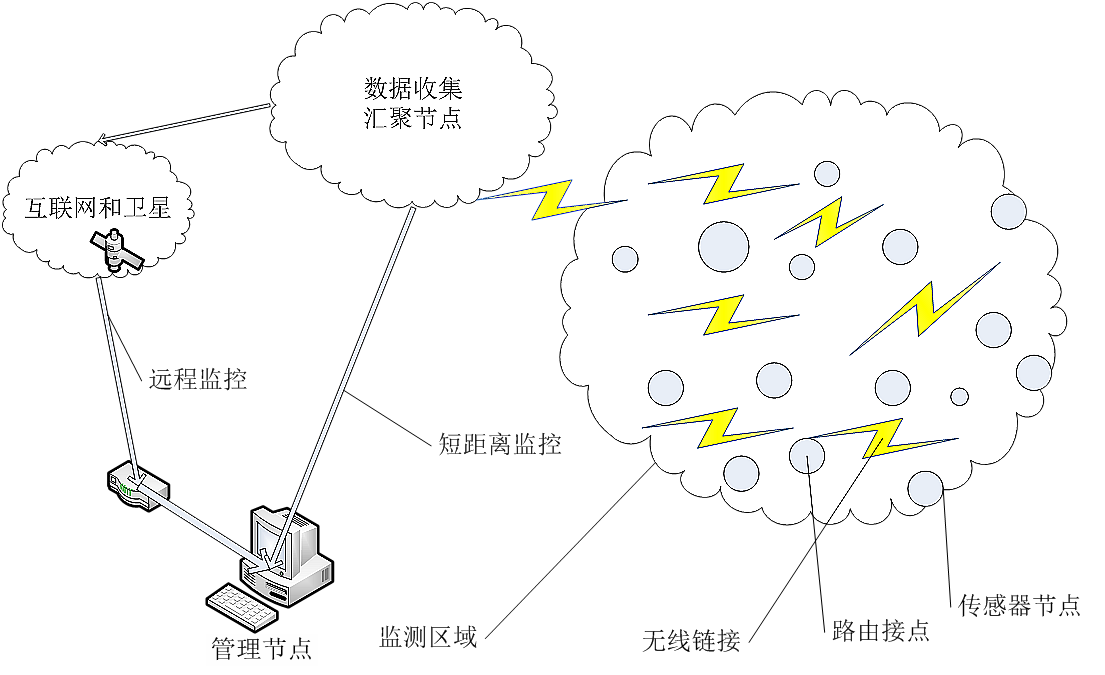 数据收集
汇聚节点
互联网和卫星
远程监控
短距离监控
管理节点
监测区域
无线链接
路由接点
传感器节点